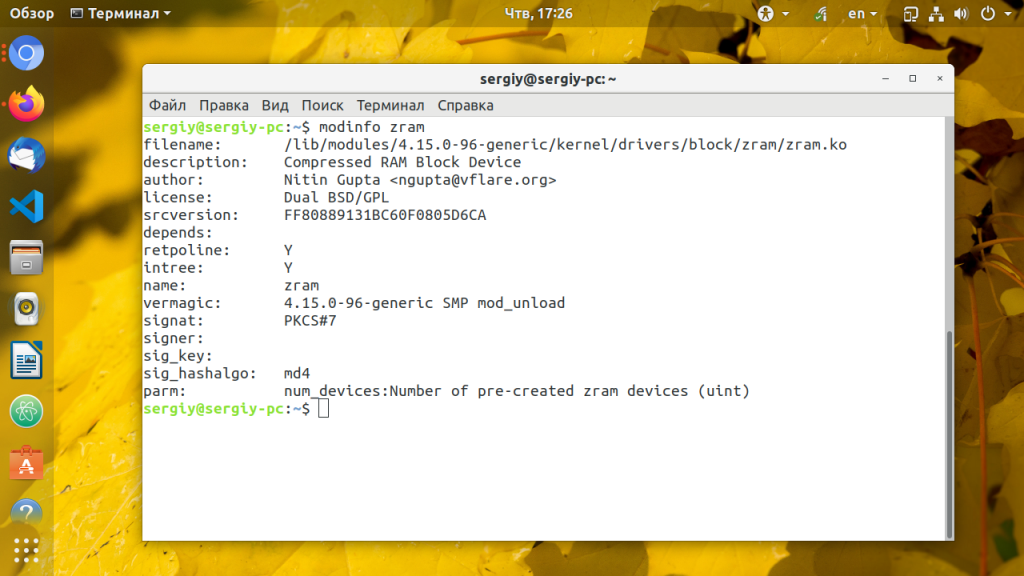 Обзор Терминал Чтв, 17:26 en
sergiy@sergiy-pc: ~
Файл Правка Вид Поиск Терминал Справка
sergiy@sergiy-pc:~$ modinfo zram
filename: /lib/modules/4.15.0-96-generic/kernel/drivers/block/zram/zram.ko
description: Compressed RAM Block Device
author: Nitin Gupta <ngupta@vflare.org>
license: Dual BSD/GPL
srcversion: FF80889131BC60F0805D6CA
depends:
retpoline: Y
intree: Y
name: zram
vermagic: 4.15.0-96-generic SMP mod_unload
signat: PKCS#7
signer:
sig_key:
sig_hashalgo: md4
parm: num_devices:Number of pre-created zram devices (uint)
sergiy@sergiy-pc:~$